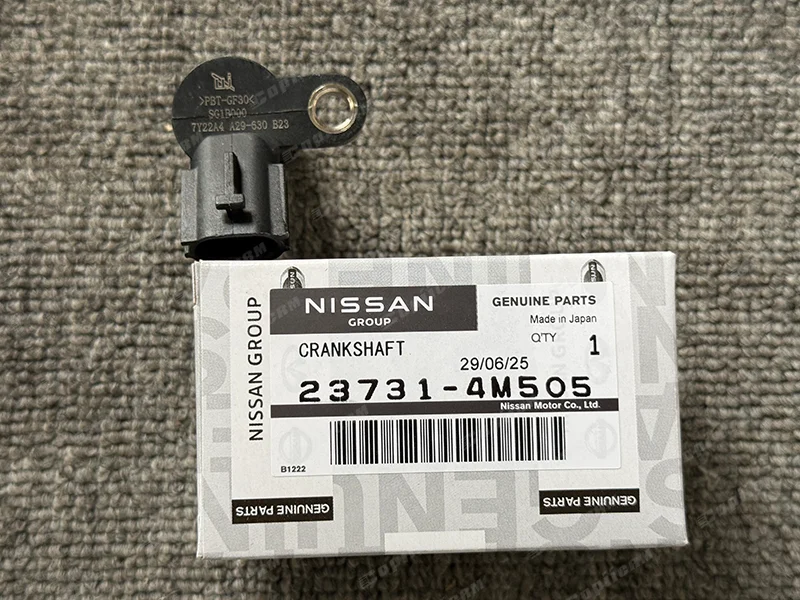 >PBT-GF30<
SG1B000
7Y22A4 A29-630 B23
NISSAN GROUP
NISSAN
GROUP
GENUINE PARTS
Made in Japan
Q'TY 1
CRANKSHAFT
29/06/25
23731-4M505
Nissan Motor Co., Ltd.
B1222
GENUINE PARTS
GENUINE PARTS